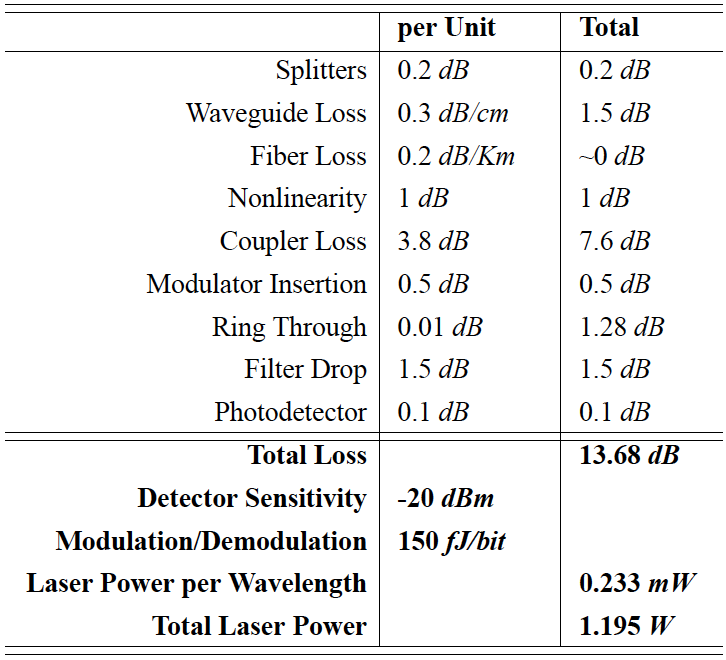 per Unit Total
Splitters 0.2 dB 0.2 dB
Waveguide Loss 0.3 dB/cm 1.5 dB
Fiber Loss 0.2 dB/Km ~0 dB
Nonlinearity 1 dB 1 dB
Coupler Loss 3.8 dB 7.6 dB
Modulator Insertion 0.5 dB 0.5 dB
Ring Through 0.01 dB 1.28 dB
Filter Drop 1.5 dB 1.5 dB
Photodetector 0.1 dB 0.1 dB
Total Loss 13.68 dB
Detector Sensitivity -20 dBm
Modulation/Demodulation 150 fJ/bit
Laser Power per Wavelength 0.233 mW
Total Laser Power 1.195 W